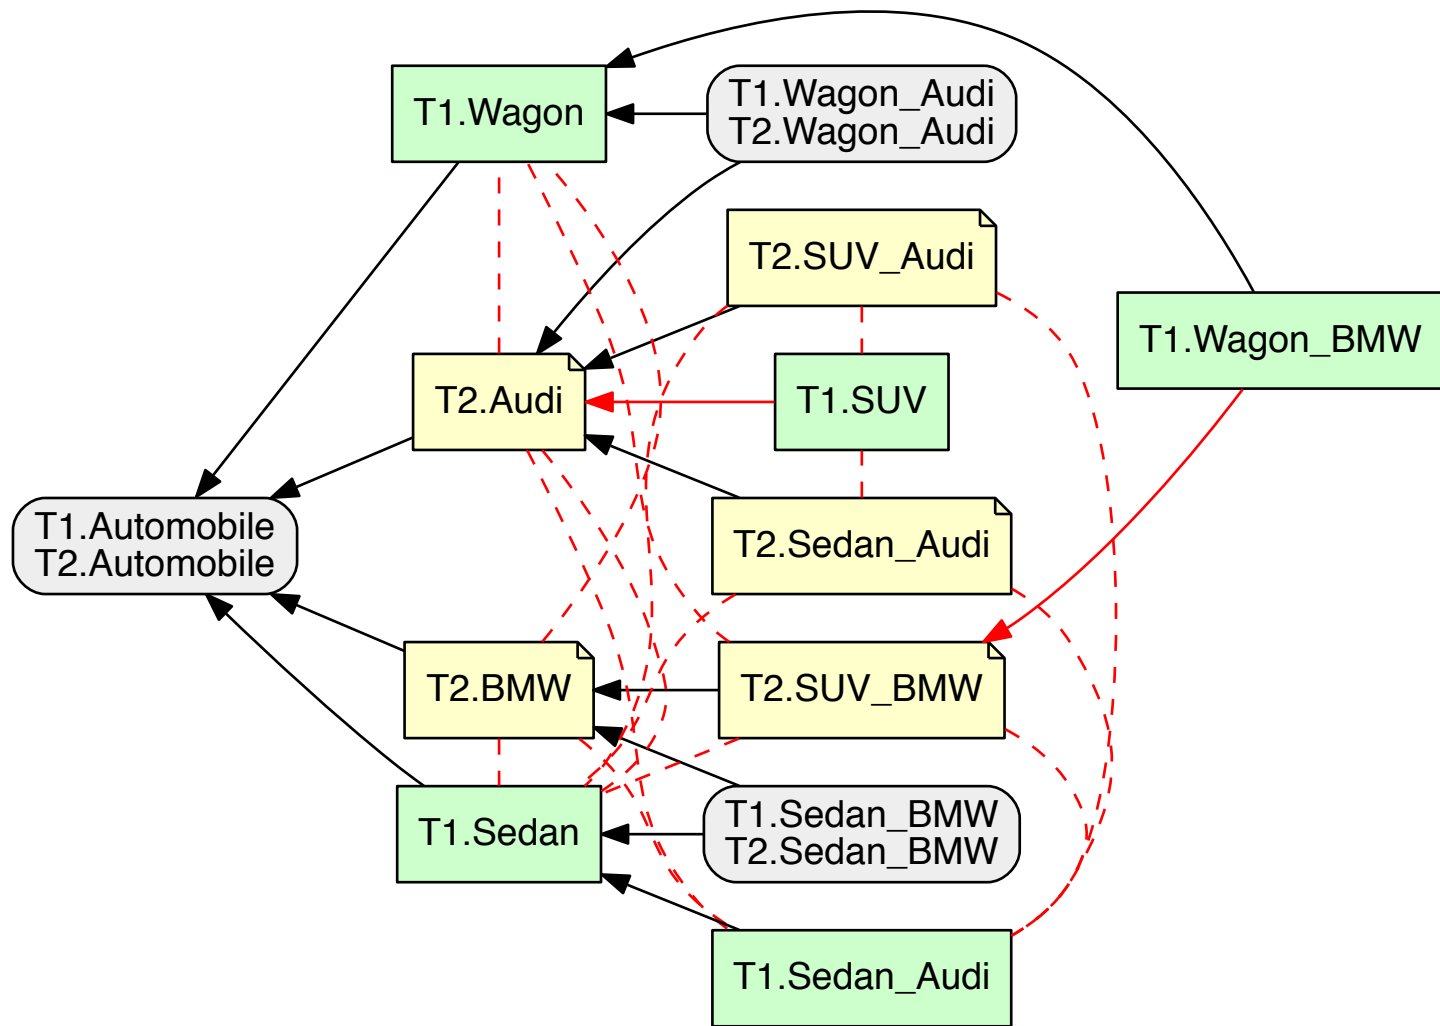 T1.Wagon
T1.Wagon_Audi
T2.Wagon_Audi
T2.SUV_Audi
T1.Wagon_BMW
T2.Audi
T1.SUV
T1.Automobile
T2.Automobile
T2.Sedan_Audi
T2.BMW
T2.SUV_BMW
T1.Sedan
T1.Sedan_BMW
T2.Sedan_BMW
T1.Sedan_Audi